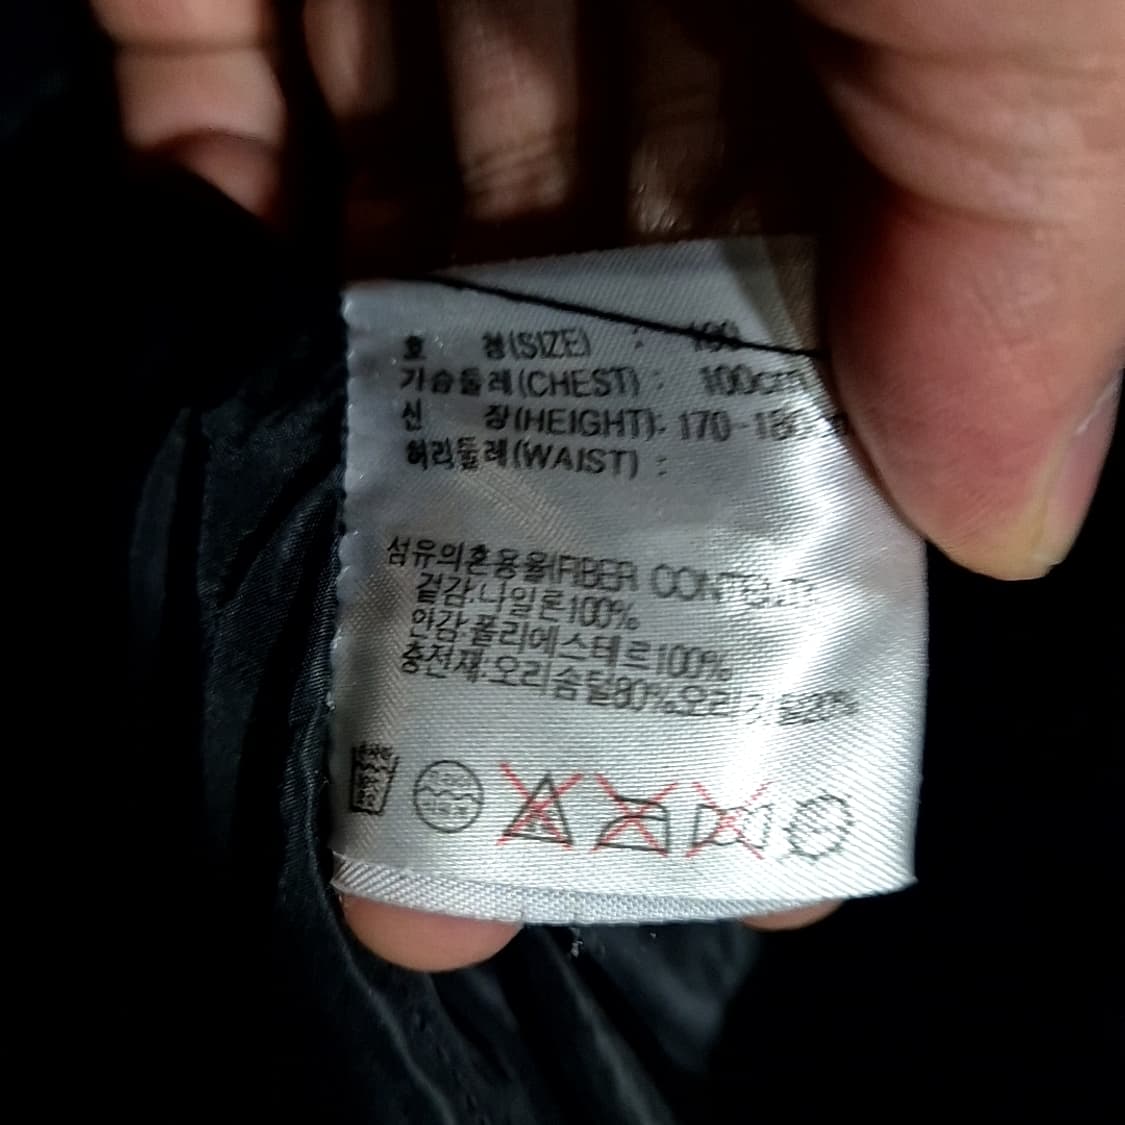 호 칭(SIZE) : 100
가슴둘레(CHEST) : 100cm
신 장(HEIGHT): 170-180cm
허리둘레(WAIST) :
섬유의혼용율(FIBER CONTENT)
겉감:나일론100%
안감:폴리에스테르100%
충전재:오리솜털80%오리깃털20%